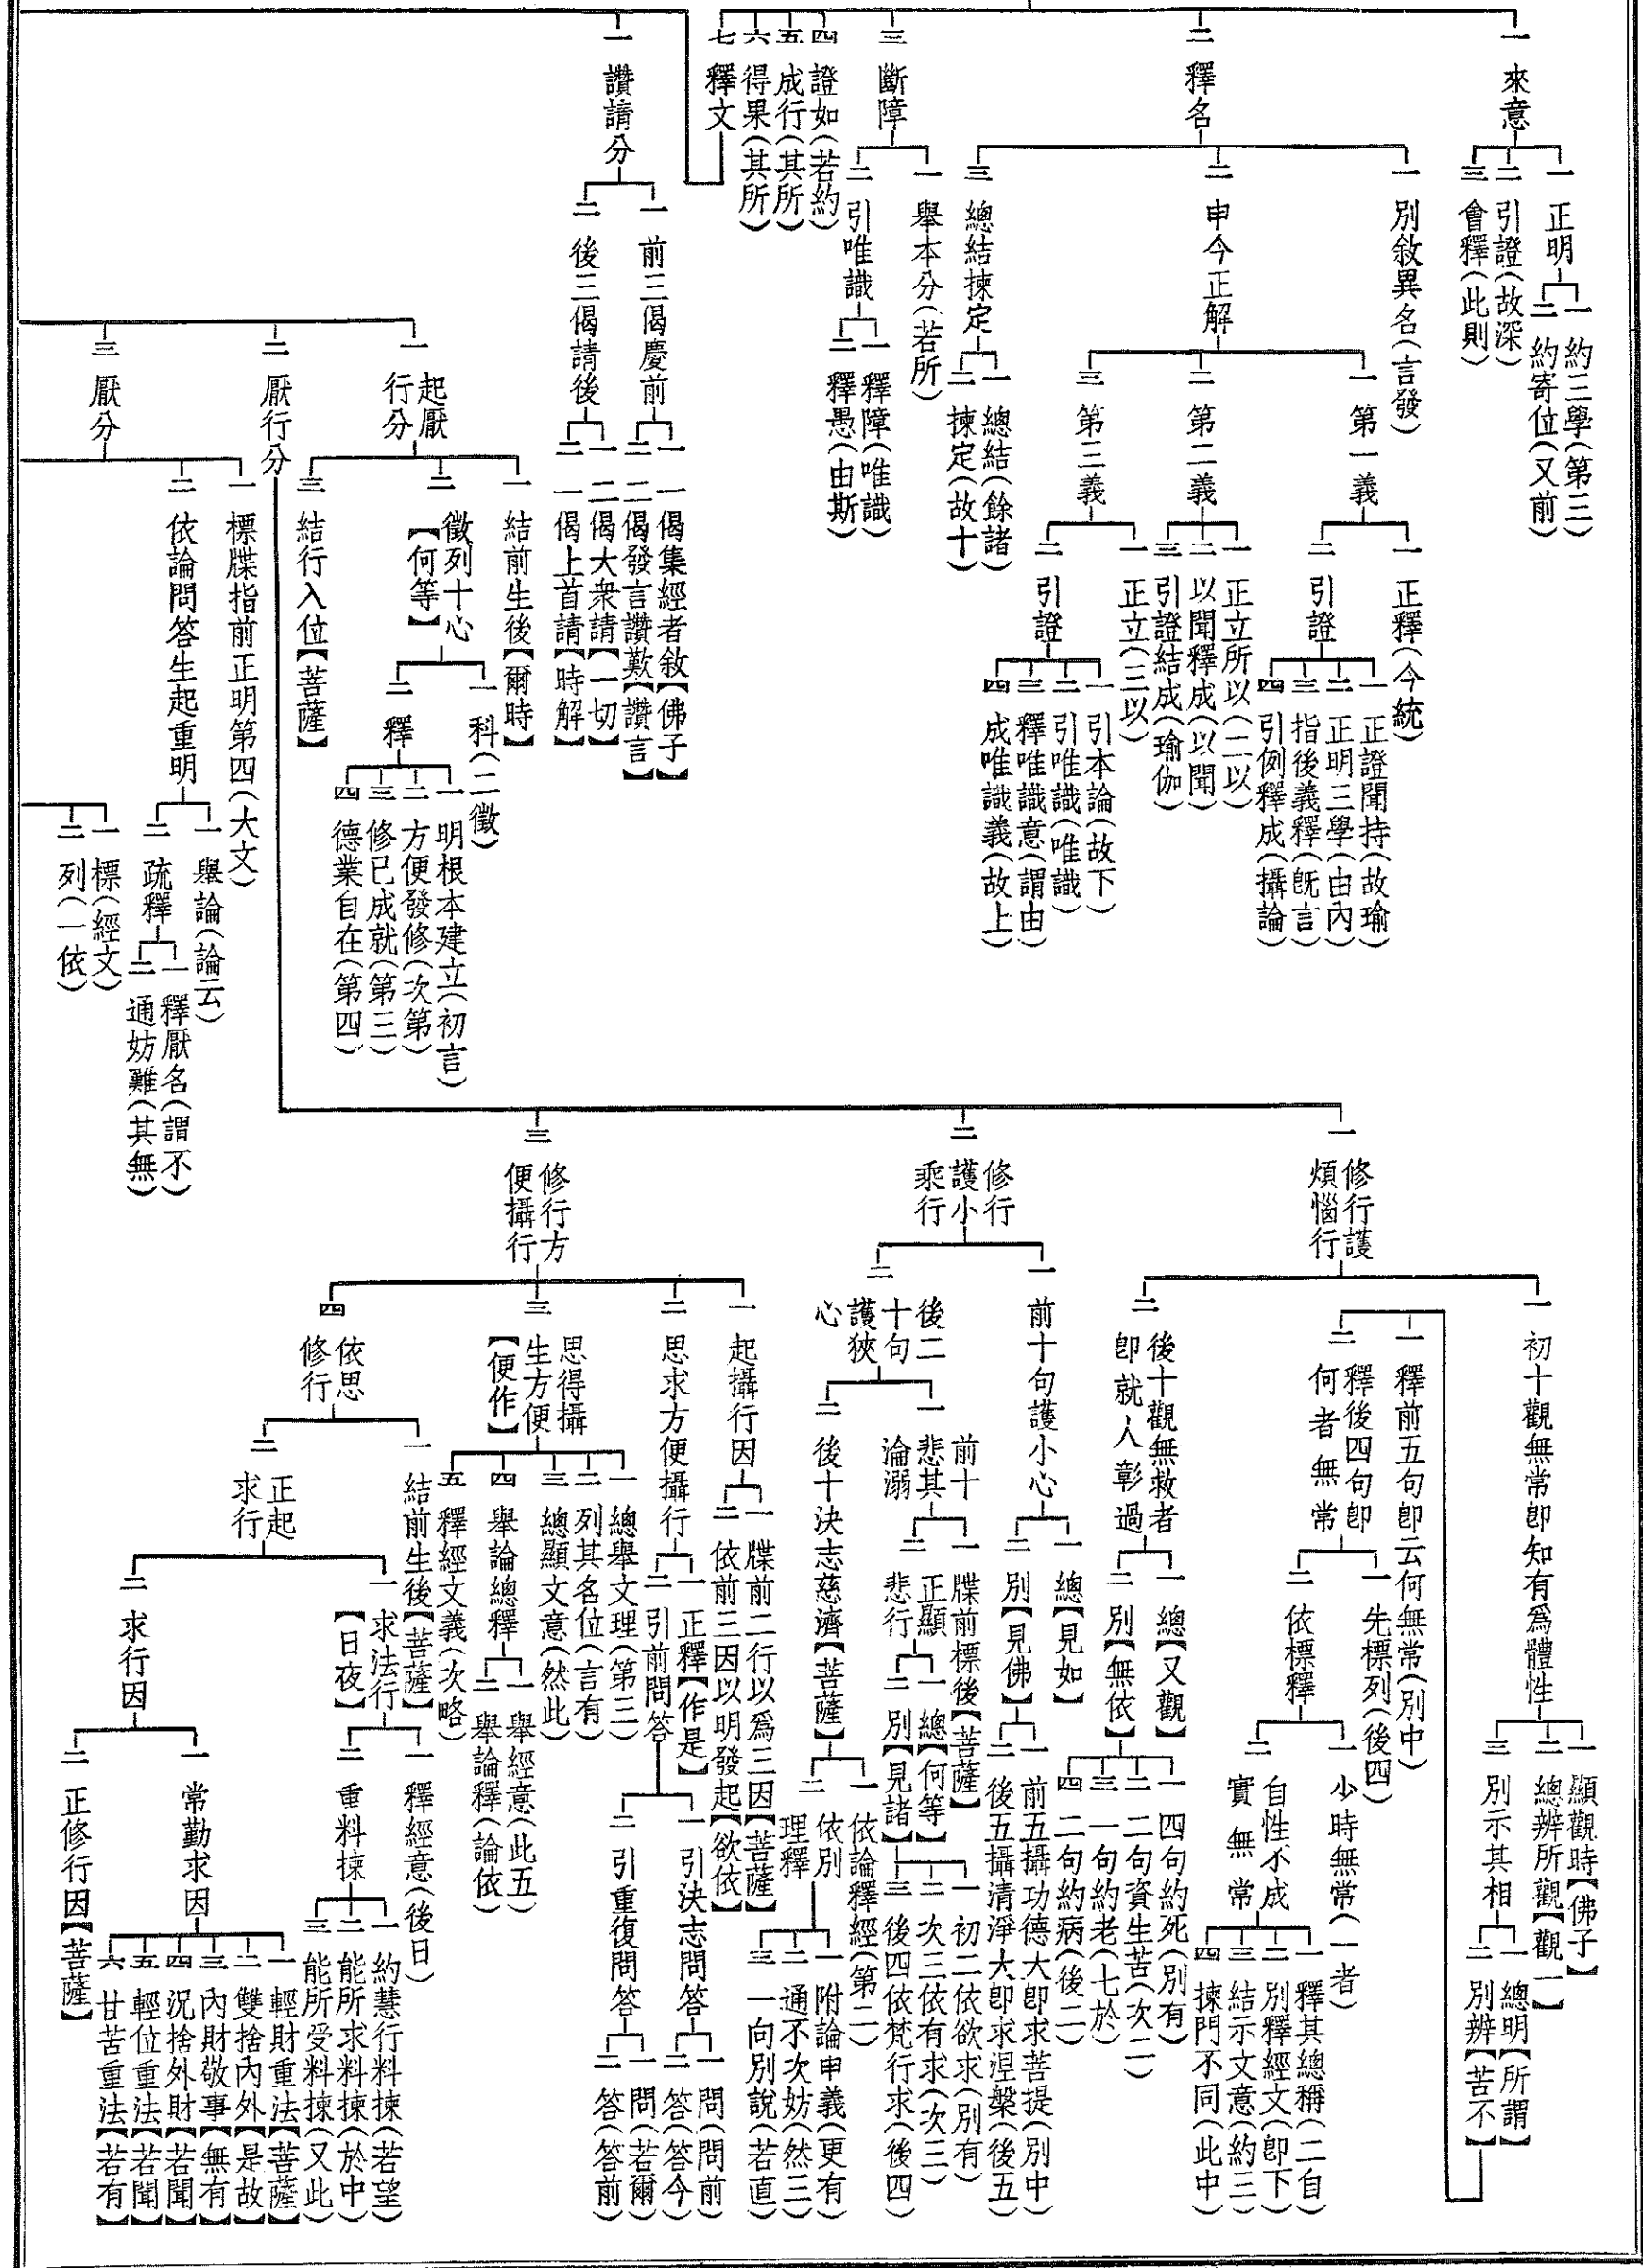 一 來意
一 正明
一 約三學(第三)
二 約寄位(又前)
二 引證(故深)
三 會釋(此則)
二 釋名
一 別敘異名(言發)
二 申今正解
一 第一義
一 正釋(今統)
二 引證
一 正證聞持(故瑜)
二 正明三學(由內)
三 指後義釋(旣言)
四 引例釋成(攝論)
二 第二義
一 正立所以(二以)
二 以聞釋成(以聞)
三 引證結成(瑜伽)
三 第三義
一 正立(三以)
二 引證
一 引本論(故下)
二 引唯識(唯識)
三 釋唯識意(謂由)
四 成唯識義(故上)
三 總結揀定
一 總結(餘諸)
二 揀定(故十)
三 斷障
一 舉本分(若所)
二 引唯識
一 釋障(唯識)
二 釋愚(由斯)
四 證如(若約)
五 成行(其所)
六 得果(其所)
七 釋文
一 讚請分
一 前三偈慶前
一 一偈集經者敘【佛子】
二 二偈發言讚歎【讚言】
二 後三偈請後
一 二偈大衆請【一切】
二 一偈上首請【時解】
一 起厭行分
一 結前生後【爾時】
二 徵列十心【何等】
一 科(二徵)
二 釋
一 明根本建立(初言)
二 方便發修(次第)
三 修已成就(第三)
四 德業自在(第四)
三 結行入位【菩薩】
二 厭行分
三 厭分
一 標牒指前正明第四(大文)
二 依論問答生起重明
一 舉論(論云)
二 疏釋
一 釋厭名(謂不)
二 通妨難(其無)
一 標(經文)
二 列(一依)
一 修行護煩惱行
一 初十觀無常卽知有爲體性
一 顯觀時【佛子】
二 總辨所觀【觀一】
三 別示其相
一 總明【所謂】
二 別辨【苦不】
一 釋前五句卽云何無常(別中)
二 釋後四句卽何者無常
一 先標列(後四)
二 依標釋
一 少時無常(一者)
二 自性不成實無常
一 釋其總稱(二自)
二 別釋經文(卽下)
三 結示文意(約三)
四 揀門不同(此中)
二 後十觀無救者卽就人彰過
一 總【又觀】
二 別【無依】
一 四句約死(別有)
二 二句資生苦(次二)
三 一句約老(七於)
四 二句約病(後二)
二 修行護小乘行
一 前十句護小心
一 總【見如】
二 別【見佛】
一 前五攝功德大卽求菩提(別中)
二 後五攝清淨大卽求涅槃(後五)
二 後二十句護狹心
一 前十悲其淪溺
一 牒前標後【菩薩】
二 正顯悲行
一 總【何等】
二 別【見諸】
一 初二依欲求(別有)
二 次三依有求(次三)
三 後四依梵行求(後四)
二 後十決志慈濟【菩薩】
一 依論釋經(第二)
二 依別理釋
一 附論申義(更有)
二 通不次妨(然三)
三 一向別說(若直)
三 修行方便攝行
一 起攝行因
一 牒前二行以爲三因【菩薩】
二 依前三因以明發起【欲依】
二 思求方便攝行
一 正釋【作是】
二 引前問答
一 引決志問答
一 問(問前)
二 答(答今)
二 引重復問答
一 問(若爾)
二 答(答前)
三 思得攝生方便【便作】
一 總舉文理(第三)
二 列其名位(言有)
三 總顯文意(然此)
四 舉論總釋
一 舉經意(此五)
二 舉論釋(論依)
五 釋經文義(次略)
四 依思修行
一 結前生後【菩薩】
二 正起求行
一 求法行【日夜】
一 釋經意(後日)
二 重料揀
一 約慧行料揀(若望)
二 能所求料揀(於中)
三 能所受料揀(又此)
二 求行因
一 常勤求因
一 輕財重法【菩薩】
二 雙捨內外【是故】
三 內財敬事【無有】
四 況捨外財【若聞】
五 輕位重法【若聞】
六 甘苦重法【若有】
二 正修行因【菩薩】